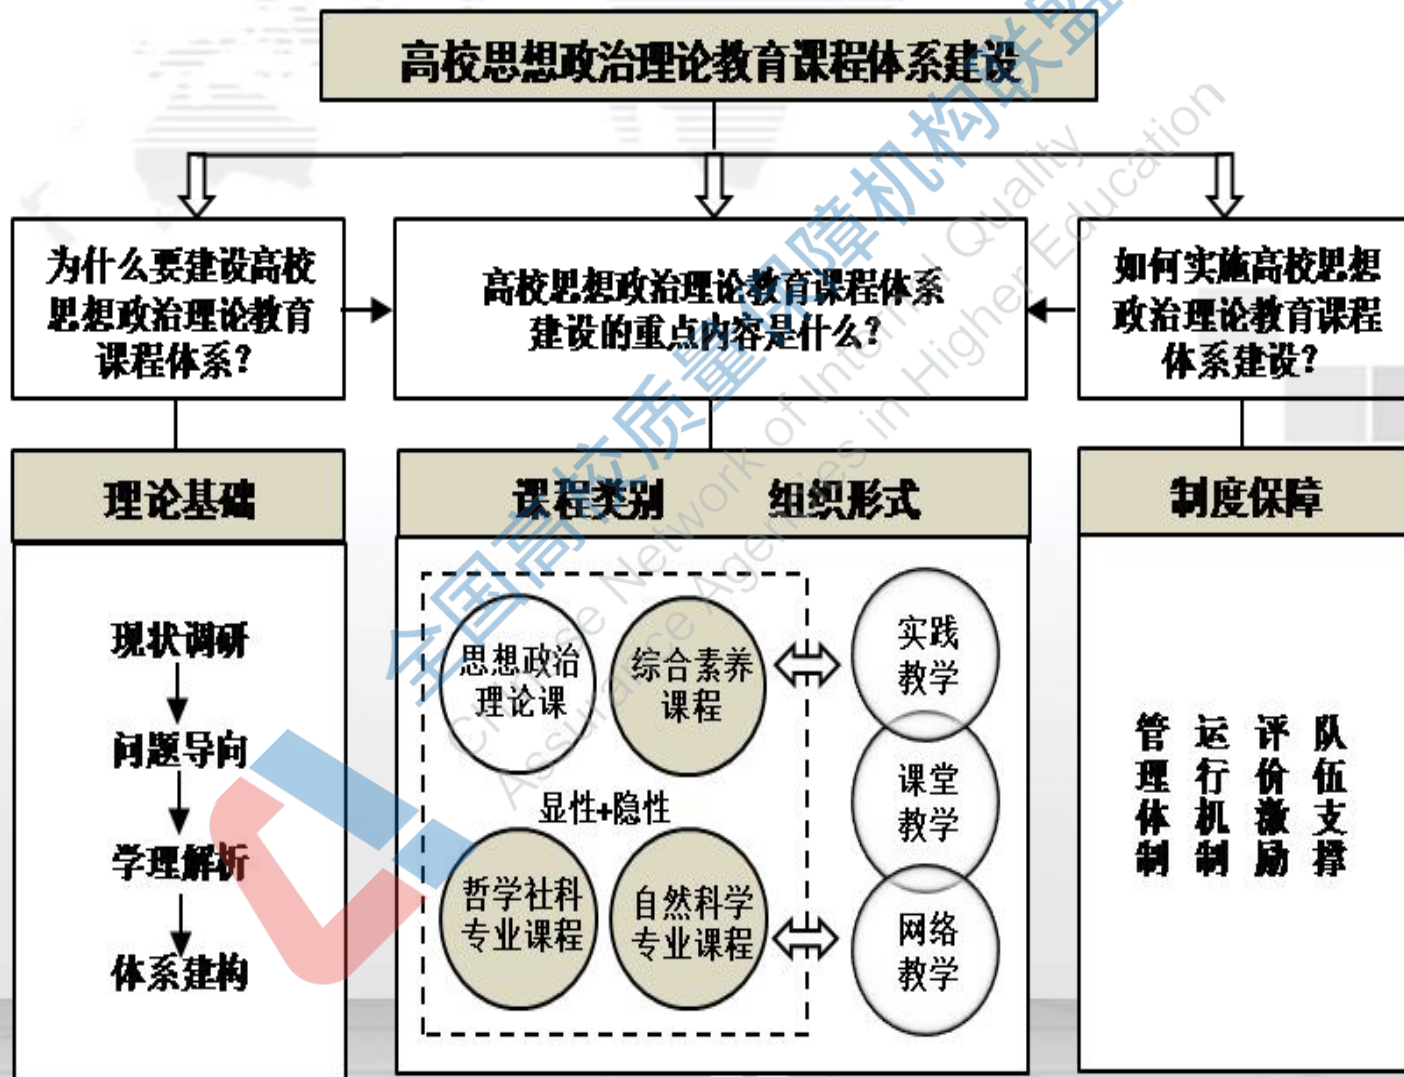 高校思想政治理论教育课程体系建设
为什么要建设高校
思想政治理论教育
课程体系？
高校思想政治理论教育课程体系
建设的重点内容是什么？
如何实施高校思想
政治理论教育课程
体系建设？
理论基础
现状调研
问题导向
学理解析
体系建构
课程类别 组织形式
思想政治
理论课
综合素养
课程
显性+隐性
哲学社科
专业课程
自然科学
专业课程
实践
教学
课堂
教学
网络
教学
制度保障
管理体制
运行机制
评价激励
队伍支撑
全国高校质量保障机构联盟
Chinese Network of Internal Quality
Assurance Agencies in Higher Education